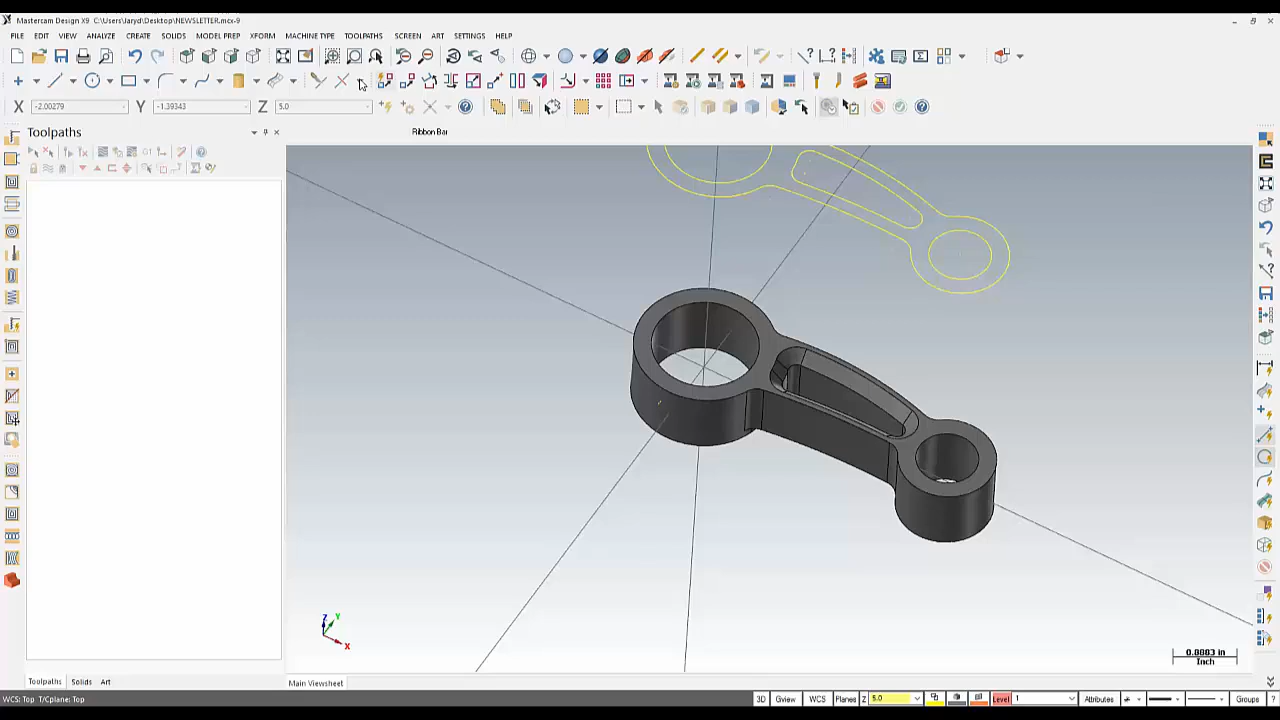 Mastercam Design X9 C:\Users\Jaryd\Desktop\NEWSLETTER.mcx-9
FILE EDIT VIEW ANALYZE CREATE SOLIDS MODEL PREP XFORM MACHINE TYPE TOOLPATHS SCREEN ART SETTINGS HELP
X -2.00279 Y -1.39343 Z 5.0
Toolpaths
Ribbon Bar
Z Y
X
0.8883 in
Inch
Toolpaths Solids Art
Main Viewsheet
WCS: Top T/Cplane: Top
3D Gview WCS Planes Z 5.0 Level 1 Attributes Groups ?